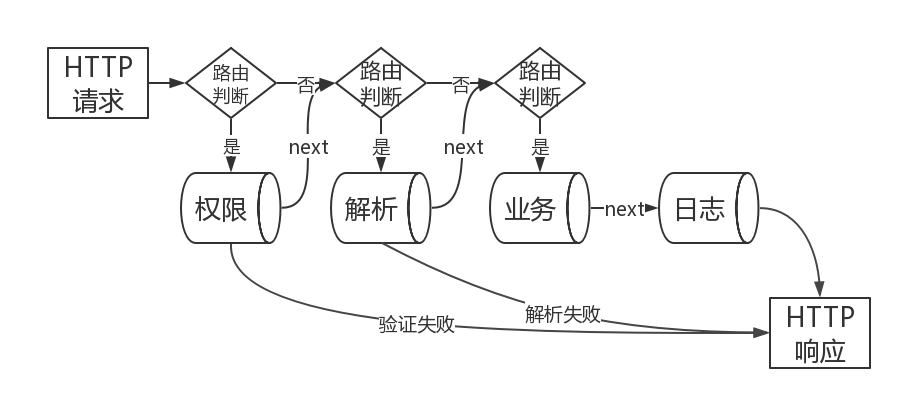 HTTP
请求
路由
判断
否
路由
判断
否
路由
判断
是
next
是
next
是
权限
解析
业务
next
日志
验证失败
解析失败
HTTP
响应